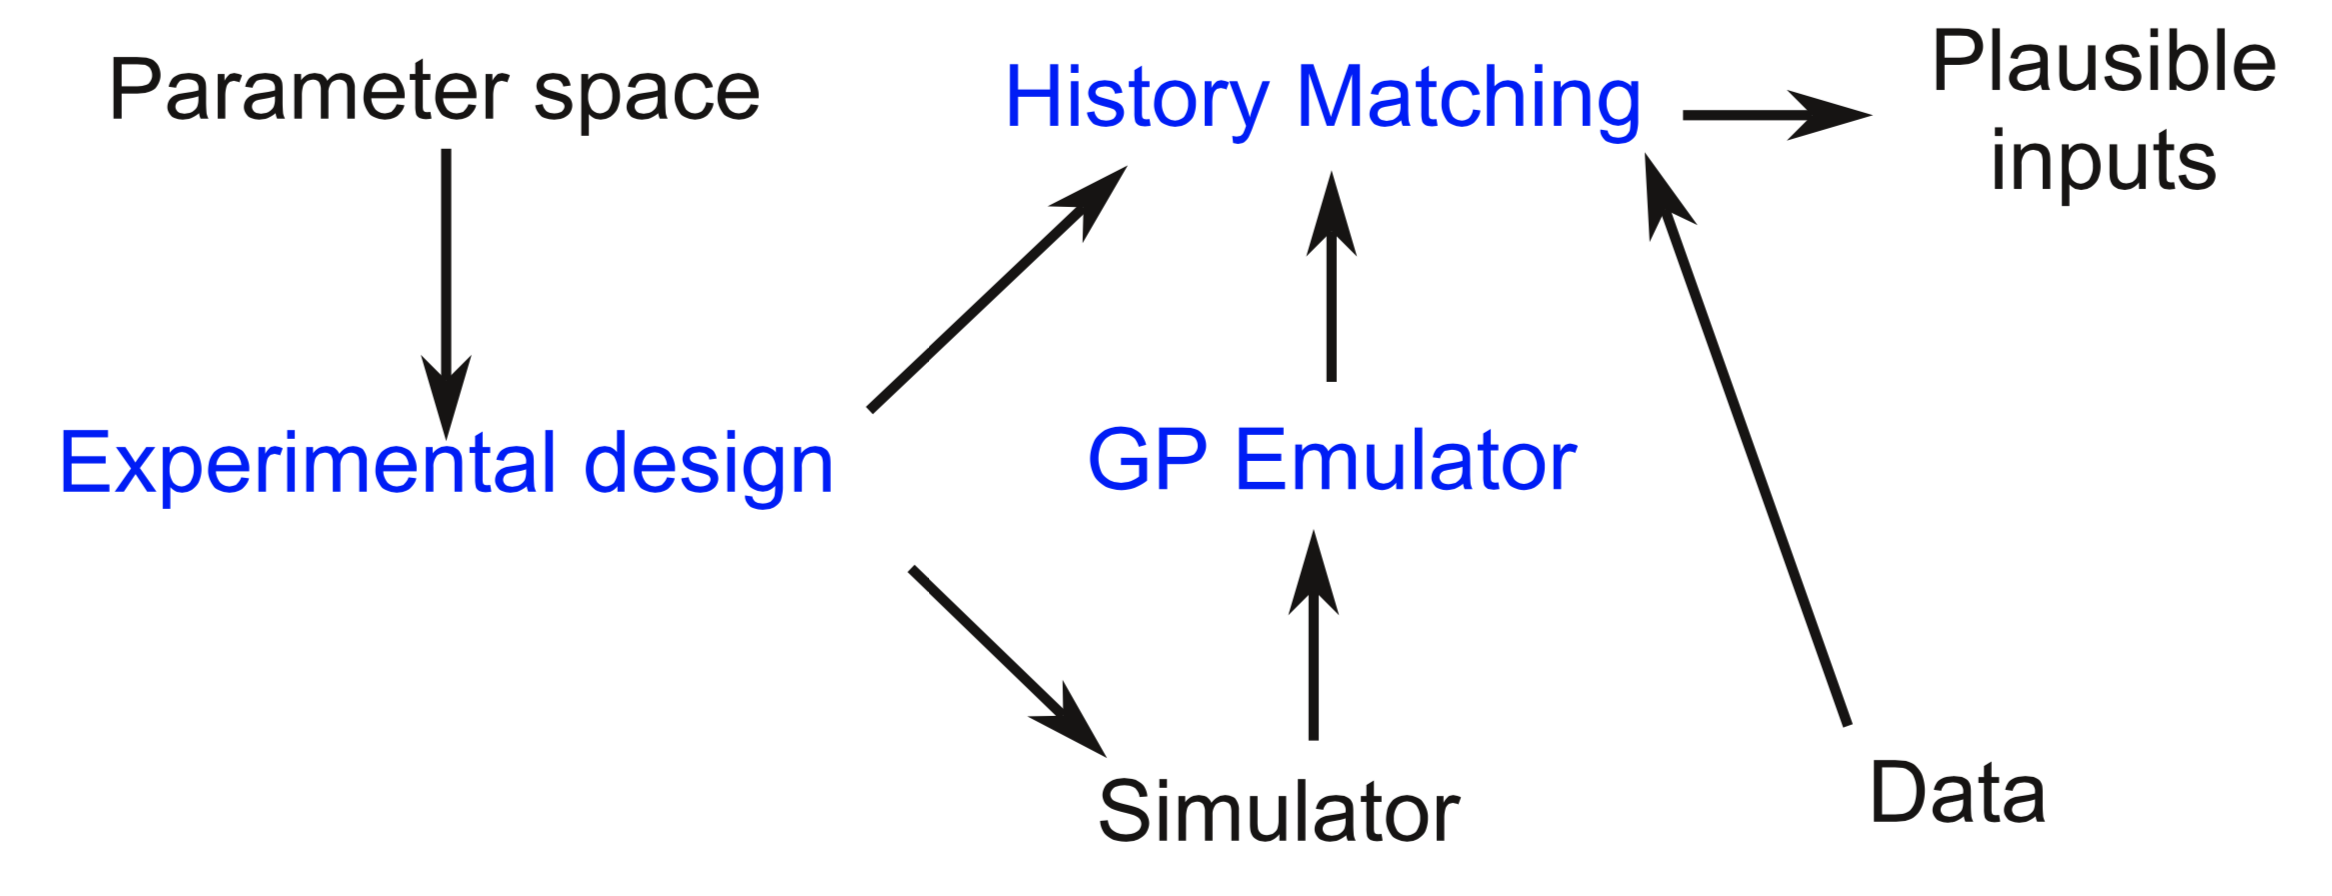 Parameter space
History Matching
Plausible
inputs
Experimental design
GP Emulator
Simulator
Data